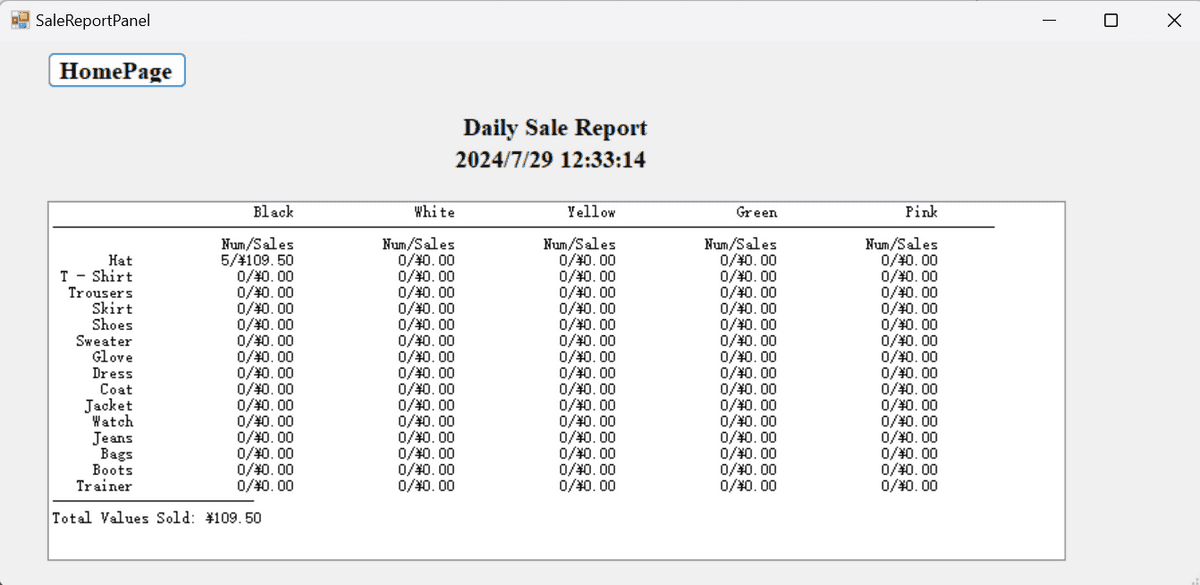 SaleReportPanel
HomePage
Daily Sale Report
2024/7/29 12:33:14
Black White Yellow Green Pink
Num/Sales Num/Sales Num/Sales Num/Sales Num/Sales
Hat 5/¥109.50 0/¥0.00 0/¥0.00 0/¥0.00 0/¥0.00
T - Shirt 0/¥0.00 0/¥0.00 0/¥0.00 0/¥0.00 0/¥0.00
Trousers 0/¥0.00 0/¥0.00 0/¥0.00 0/¥0.00 0/¥0.00
Skirt 0/¥0.00 0/¥0.00 0/¥0.00 0/¥0.00 0/¥0.00
Shoes 0/¥0.00 0/¥0.00 0/¥0.00 0/¥0.00 0/¥0.00
Sweater 0/¥0.00 0/¥0.00 0/¥0.00 0/¥0.00 0/¥0.00
Glove 0/¥0.00 0/¥0.00 0/¥0.00 0/¥0.00 0/¥0.00
Dress 0/¥0.00 0/¥0.00 0/¥0.00 0/¥0.00 0/¥0.00
Coat 0/¥0.00 0/¥0.00 0/¥0.00 0/¥0.00 0/¥0.00
Jacket 0/¥0.00 0/¥0.00 0/¥0.00 0/¥0.00 0/¥0.00
Watch 0/¥0.00 0/¥0.00 0/¥0.00 0/¥0.00 0/¥0.00
Jeans 0/¥0.00 0/¥0.00 0/¥0.00 0/¥0.00 0/¥0.00
Bags 0/¥0.00 0/¥0.00 0/¥0.00 0/¥0.00 0/¥0.00
Boots 0/¥0.00 0/¥0.00 0/¥0.00 0/¥0.00 0/¥0.00
Trainer 0/¥0.00 0/¥0.00 0/¥0.00 0/¥0.00 0/¥0.00
Total Values Sold: ¥109.50